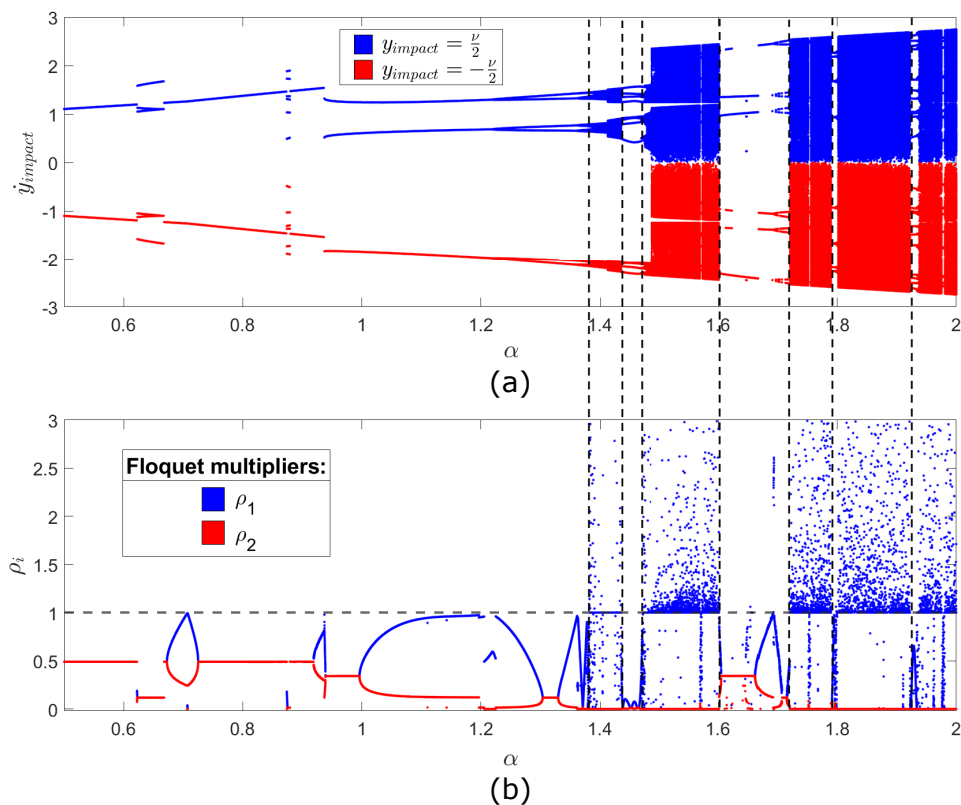 3
2
1
0
-1
-2
-3
ẏ_impact
y_impact = ν/2
y_impact = −ν/2
0.6 0.8 1 1.2 1.4 1.6 1.8 2
α
(a)
3
2.5
2
1.5
1
0.5
0
ρ_i
Floquet multipliers:
ρ_1
ρ_2
0.6 0.8 1 1.2 1.4 1.6 1.8 2
α
(b)